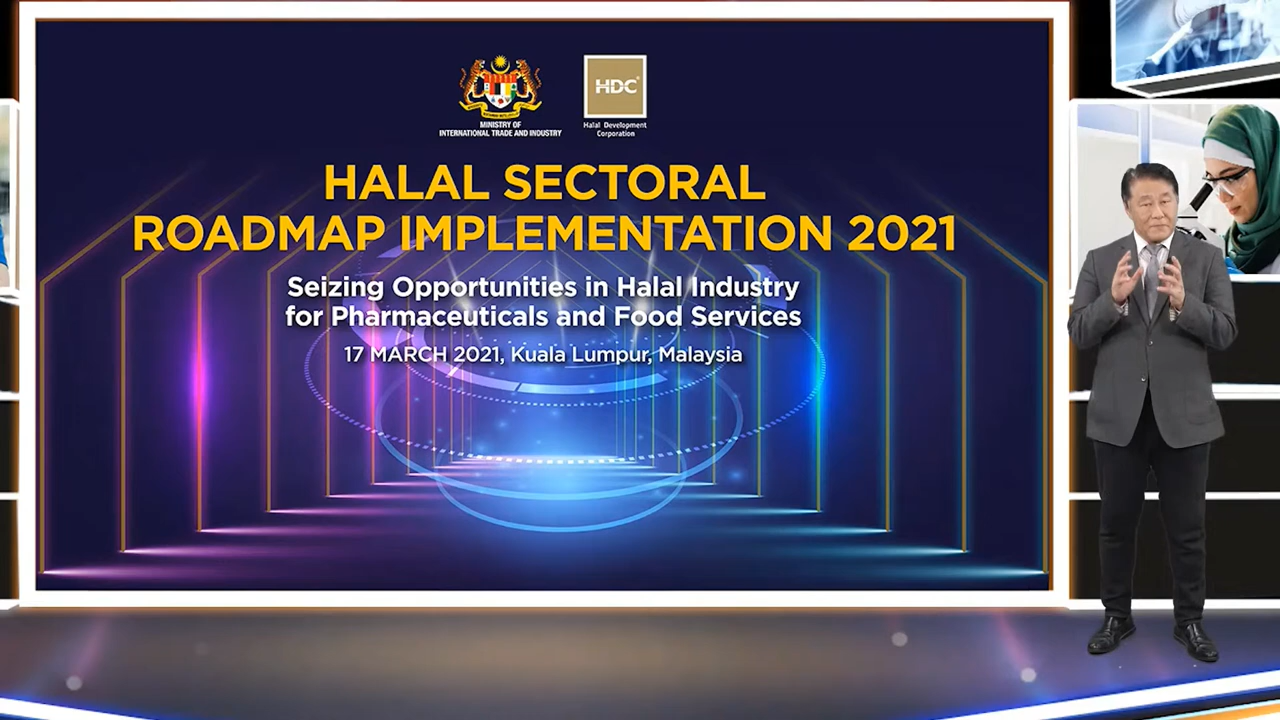 MINISTRY OF
INTERNATIONAL TRADE AND INDUSTRY
HDC®
Halal Development
Corporation
HALAL SECTORAL
ROADMAP IMPLEMENTATION 2021
Seizing Opportunities in Halal Industry
for Pharmaceuticals and Food Services
17 MARCH 2021, Kuala Lumpur, Malaysia